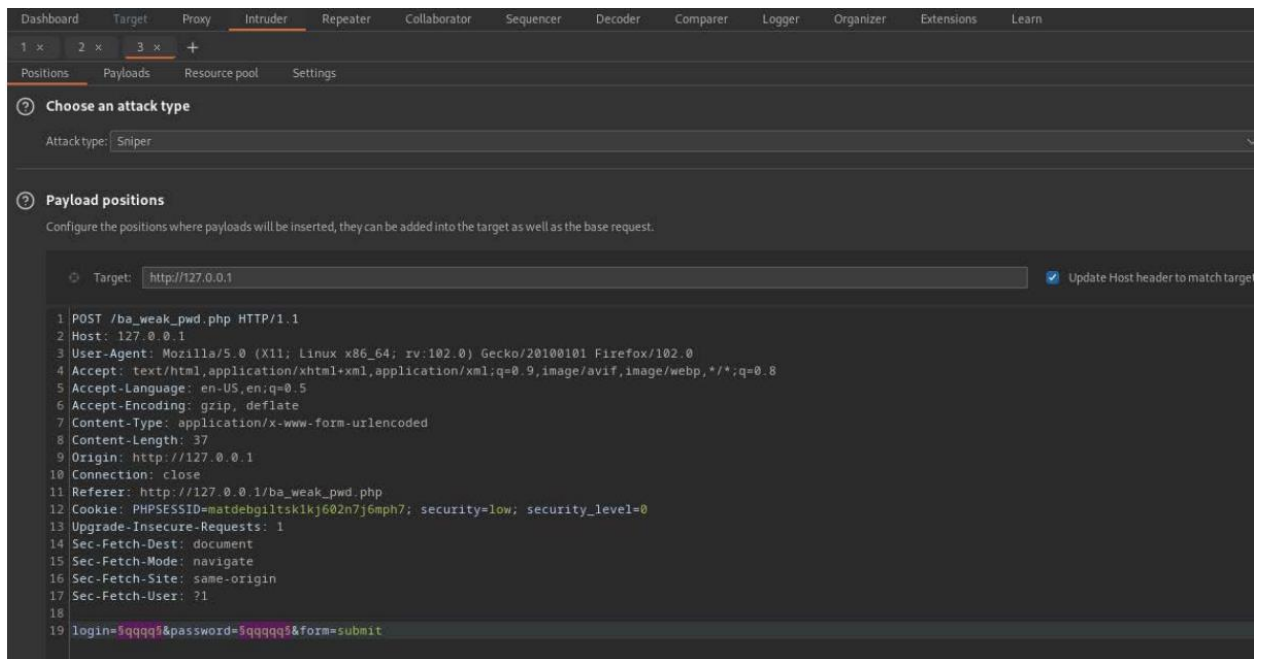 Dashboard Target Proxy Intruder Repeater Collaborator Sequencer Decoder Comparer Logger Organizer Extensions Learn
1 × 2 × 3 × +
Positions Payloads Resource pool Settings
? Choose an attack type
Attack type: Sniper
? Payload positions
Configure the positions where payloads will be inserted, they can be added into the target as well as the base request.
Target: http://127.0.0.1 Update Host header to match target
1 POST /ba_weak_pwd.php HTTP/1.1
2 Host: 127.0.0.1
3 User-Agent: Mozilla/5.0 (X11; Linux x86_64; rv:102.0) Gecko/20100101 Firefox/102.0
4 Accept: text/html,application/xhtml+xml,application/xml;q=0.9,image/avif,image/webp,*/*;q=0.8
5 Accept-Language: en-US,en;q=0.5
6 Accept-Encoding: gzip, deflate
7 Content-Type: application/x-www-form-urlencoded
8 Content-Length: 37
9 Origin: http://127.0.0.1
10 Connection: close
11 Referer: http://127.0.0.1/ba_weak_pwd.php
12 Cookie: PHPSESSID=matdebgiltsk1kj602n7j6mph7; security=low; security_level=0
13 Upgrade-Insecure-Requests: 1
14 Sec-Fetch-Dest: document
15 Sec-Fetch-Mode: navigate
16 Sec-Fetch-Site: same-origin
17 Sec-Fetch-User: ?1
18
19 login=§qqqq§&password=§qqqqq§&form=submit